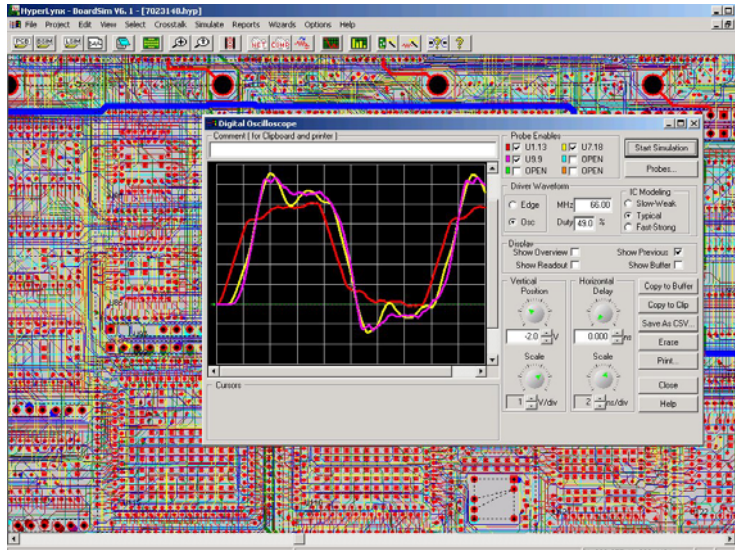 HyperLynx - BoardSim V6. 1 - [7023148.hyp]
File Project Edit View Select Crosstalk Simulate Reports Wizards Options Help
NET COMP
Digital Oscilloscope
Comment ( for Clipboard and printer )
Probe Enables
U1.13 U7.18
U9.9 OPEN
OPEN OPEN
Start Simulation
Probes...
Driver Waveform
Edge MHz 66.00
Osc Duty 49.0 %
IC Modeling
Slow-Weak
Typical
Fast-Strong
Display
Show Overview Show Previous
Show Readout Show Buffer
Vertical Horizontal
Position Delay
-2.0 V 0.000 ns
Scale Scale
1 V/div 2 ns/div
Copy to Buffer
Copy to Clip
Save As CSV...
Erase
Print...
Close
Help
Cursors